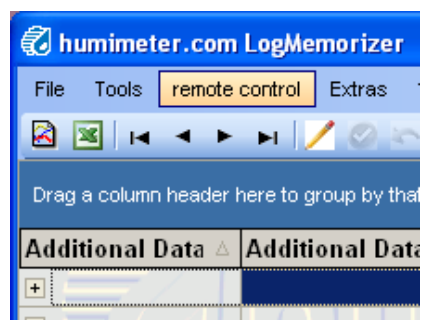 humimeter.com LogMemorizer
File Tools remote control Extras
Drag a column header here to group by that
Additional Data Additional Data